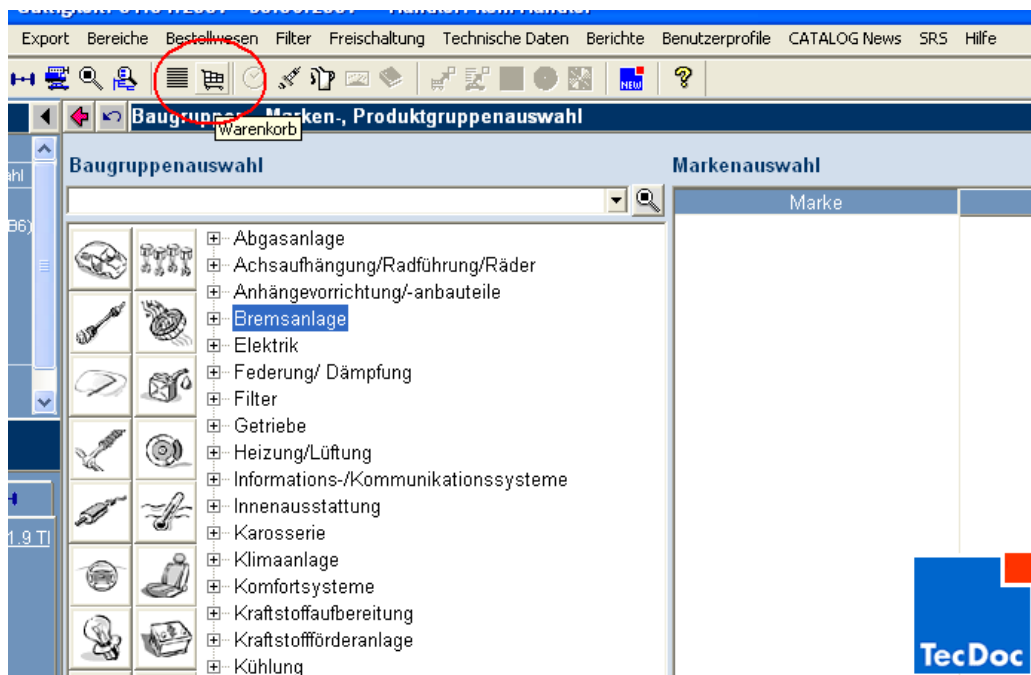 Export Bereiche Bestellwesen Filter Freischaltung Technische Daten Berichte Benutzerprofile CATALOG News SRS Hilfe
NEW
Marken-, Produktgruppenauswahl
Warenkorb
Baugruppenauswahl
Markenauswahl
Marke
B6)
Abgasanlage
Achsaufhängung/Radführung/Räder
Anhängevorrichtung/-anbauteile
Bremsanlage
Elektrik
Federung/ Dämpfung
Filter
Getriebe
Heizung/Lüftung
Informations-/Kommunikationssysteme
Innenausstattung
1.9 TI
Karosserie
Klimaanlage
Komfortsysteme
Kraftstoffaufbereitung
Kraftstoffförderanlage
Kühlung
TecDoc